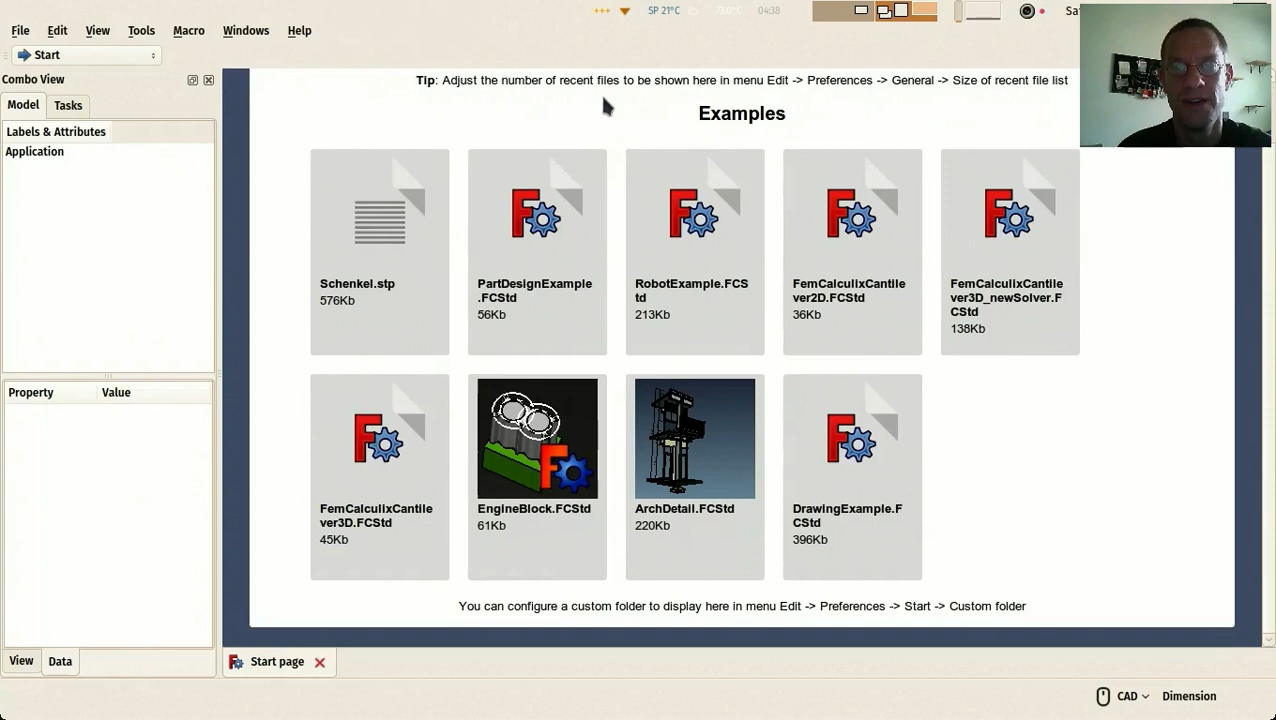 +++ SP 21°C 73.0°C 04:38
File Edit View Tools Macro Windows Help
Start
Combo View
Model Tasks
Labels & Attributes
Application
Property Value
View Data
Tip: Adjust the number of recent files to be shown here in menu Edit -> Preferences -> General -> Size of recent file list
Examples
Schenkel.stp
576Kb
PartDesignExample
.FCStd
56Kb
RobotExample.FCS
td
213Kb
FemCalculixCantile
ver2D.FCStd
36Kb
FemCalculixCantile
ver3D_newSolver.F
CStd
138Kb
FemCalculixCantile
ver3D.FCStd
45Kb
EngineBlock.FCStd
61Kb
ArchDetail.FCStd
220Kb
DrawingExample.F
CStd
396Kb
You can configure a custom folder to display here in menu Edit -> Preferences -> Start -> Custom folder
Start page
CAD Dimension